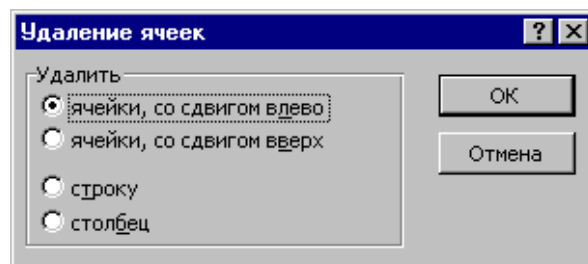 Удаление ячеек
Удалить
ячейки, со сдвигом влево
ячейки, со сдвигом вверх
строку
столбец
ОК
Отмена